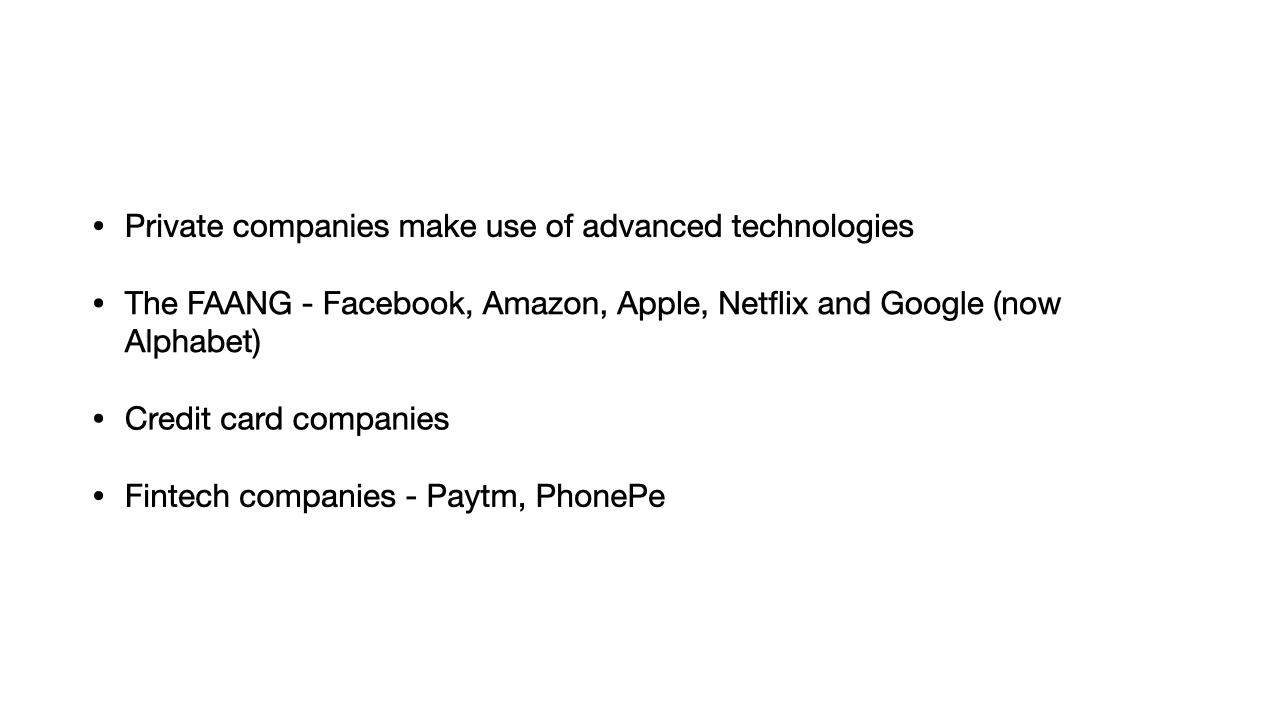 • Private companies make use of advanced technologies
• The FAANG - Facebook, Amazon, Apple, Netflix and Google (now
Alphabet)
• Credit card companies
• Fintech companies - Paytm, PhonePe